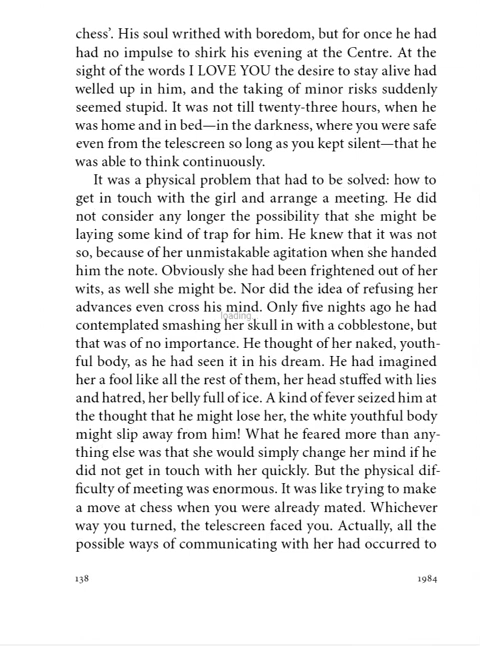 chess’. His soul writhed with boredom, but for once he had
had no impulse to shirk his evening at the Centre. At the
sight of the words I LOVE YOU the desire to stay alive had
welled up in him, and the taking of minor risks suddenly
seemed stupid. It was not till twenty-three hours, when he
was home and in bed—in the darkness, where you were safe
even from the telescreen so long as you kept silent—that he
was able to think continuously.
It was a physical problem that had to be solved: how to
get in touch with the girl and arrange a meeting. He did
not consider any longer the possibility that she might be
laying some kind of trap for him. He knew that it was not
so, because of her unmistakable agitation when she handed
him the note. Obviously she had been frightened out of her
wits, as well she might be. Nor did the idea of refusing her
advances even cross his mind. Only five nights ago he had
loading
contemplated smashing her skull in with a cobblestone, but
that was of no importance. He thought of her naked, youth-
ful body, as he had seen it in his dream. He had imagined
her a fool like all the rest of them, her head stuffed with lies
and hatred, her belly full of ice. A kind of fever seized him at
the thought that he might lose her, the white youthful body
might slip away from him! What he feared more than any-
thing else was that she would simply change her mind if he
did not get in touch with her quickly. But the physical dif-
ficulty of meeting was enormous. It was like trying to make
a move at chess when you were already mated. Whichever
way you turned, the telescreen faced you. Actually, all the
possible ways of communicating with her had occurred to
138 1984